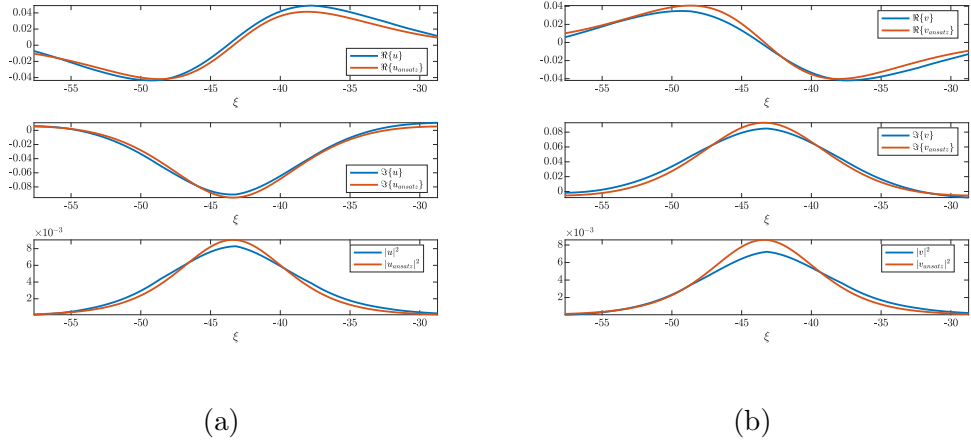 0.04
0.02
0
-0.02
-0.04
-55 -50 -45 -40 -35 -30
ξ
ℜ{u}
ℜ{u_ansatz}
0
-0.02
-0.04
-0.06
-0.08
-55 -50 -45 -40 -35 -30
ξ
ℑ{u}
ℑ{u_ansatz}
×10⁻³
8
6
4
2
-55 -50 -45 -40 -35 -30
ξ
|u|²
|u_ansatz|²
(a)
0.04
0.02
0
-0.02
-0.04
-55 -50 -45 -40 -35 -30
ξ
ℜ{v}
ℜ{v_ansatz}
0.08
0.06
0.04
0.02
0
-55 -50 -45 -40 -35 -30
ξ
ℑ{v}
ℑ{v_ansatz}
×10⁻³
8
6
4
2
-55 -50 -45 -40 -35 -30
ξ
|v|²
|v_ansatz|²
(b)